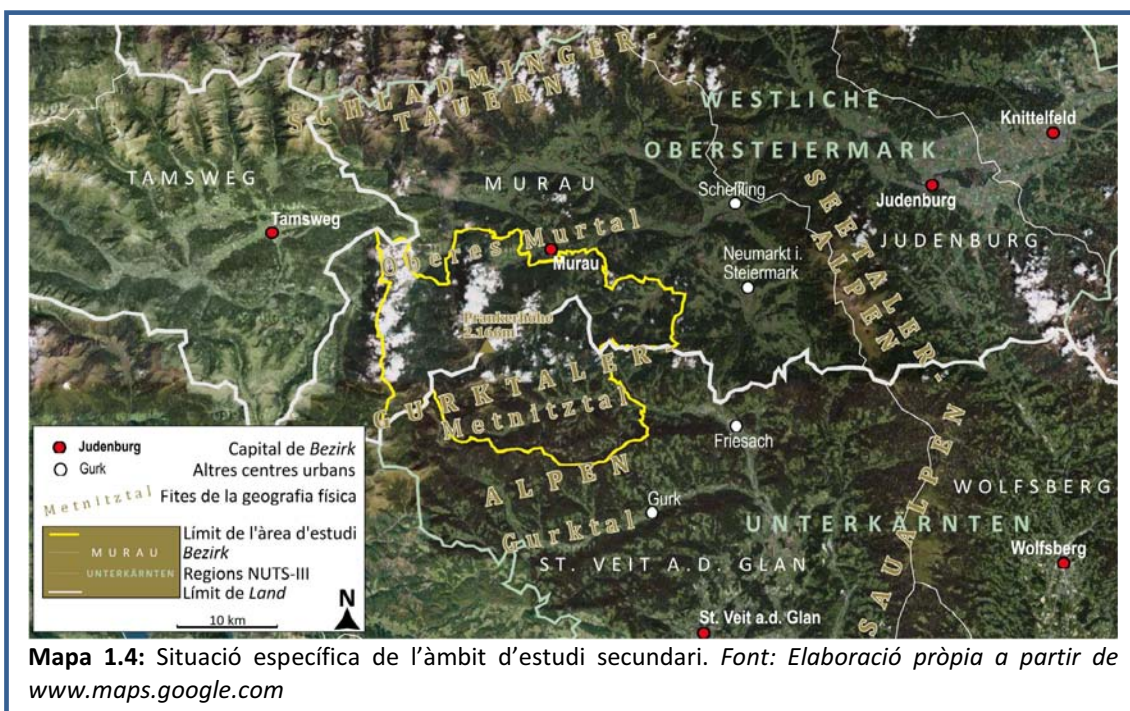 SCHLADMINGER-
TAUERN
WESTLICHE
OBERSTEIERMARK
Knittelfeld
TAMSWEG
MURAU
Scheifling
Judenburg
SEETALER
ALPEN
JUDENBURG
Tamsweg
Oberes Murtal
Murau
Neumarkt i.
Steiermark
Prankerhöhe
2.166m
GURKTALER
Metnitztal
ALPEN
Friesach
Gurk
Gurktal
SAUALPEN
WOLFSBERG
UNTERKÄRNTEN
Wolfsberg
ST. VEIT A.D. GLAN
St. Veit a.d. Glan
Judenburg Capital de Bezirk
Gurk Altres centres urbans
Metnitztal Fites de la geografia física
Límit de l'àrea d'estudi
MURAU Bezirk
UNTERKÄRNTEN Regions NUTS-III
Límit de Land
10 km N
Mapa 1.4: Situació específica de l’àmbit d’estudi secundari. Font: Elaboració pròpia a partir de
www.maps.google.com